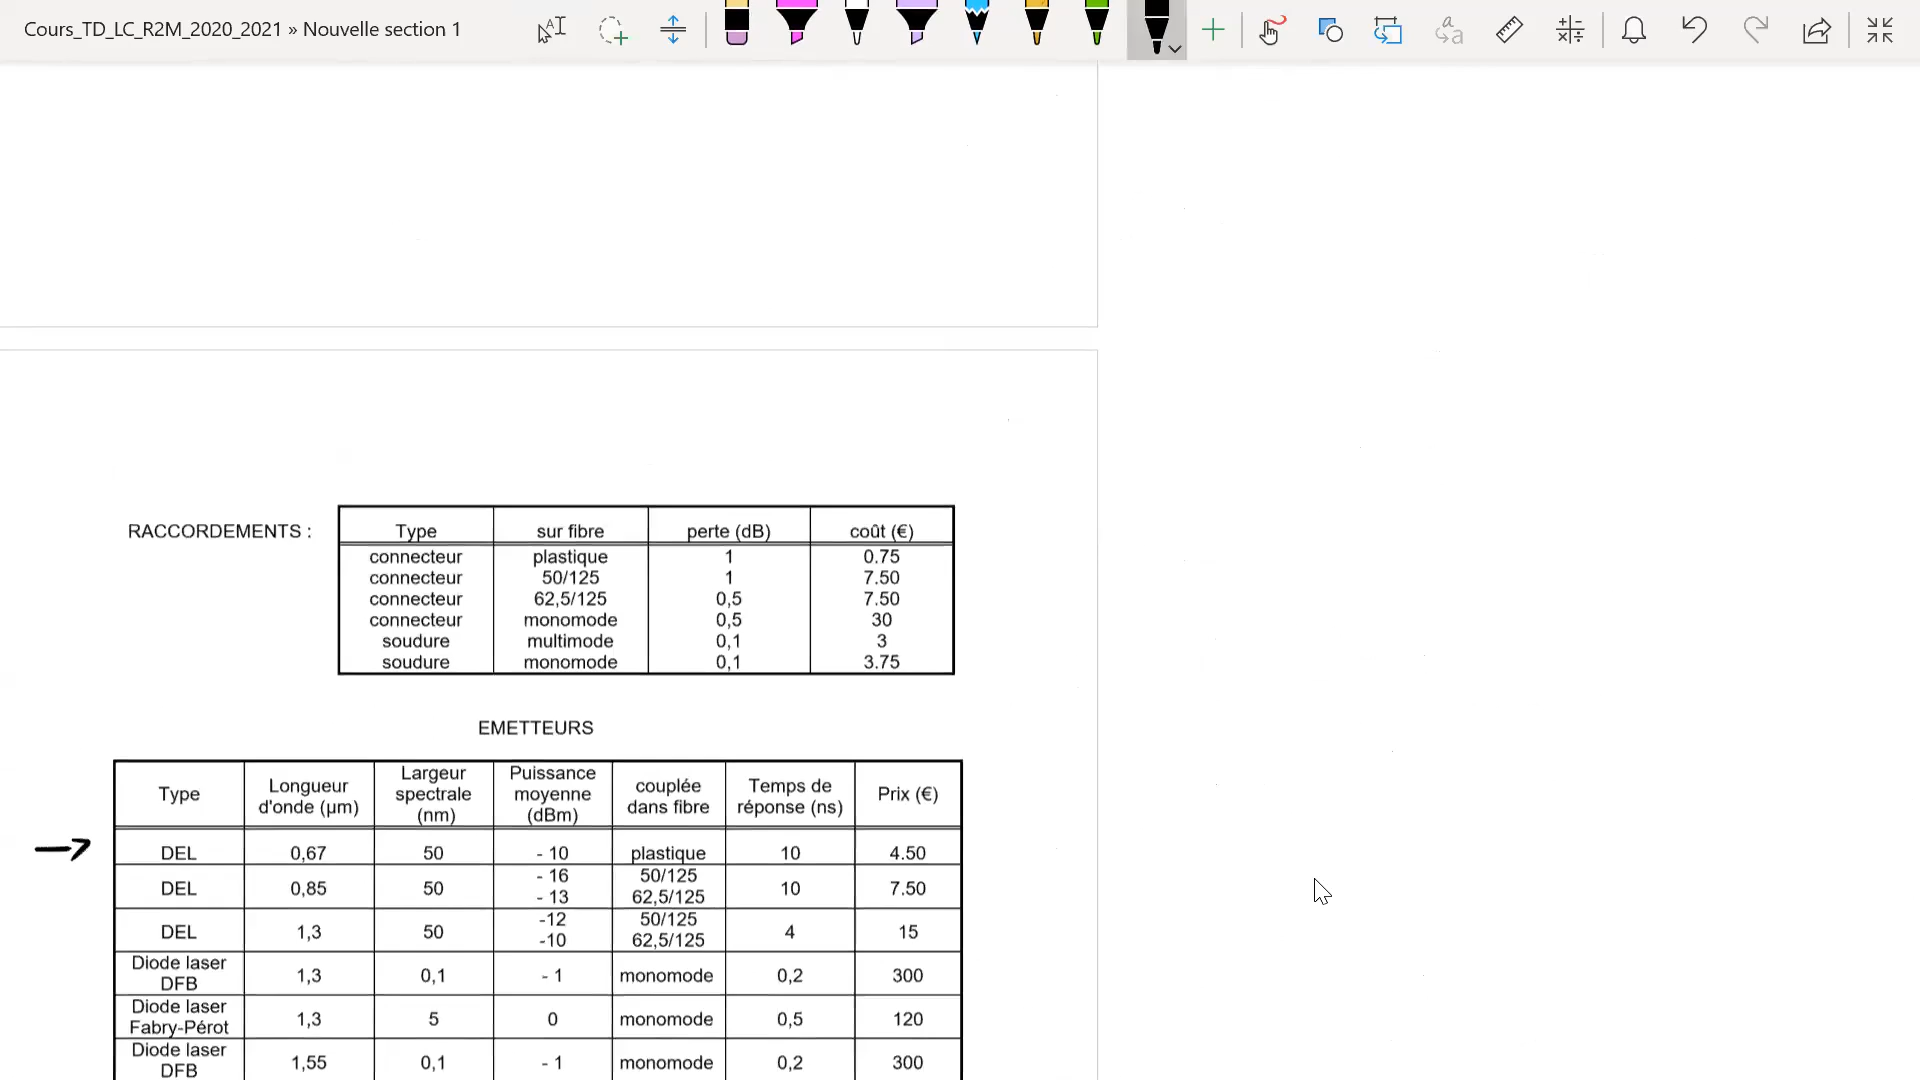 Cours_TD_LC_R2M_2020_2021 » Nouvelle section 1
RACCORDEMENTS :
Type sur fibre perte (dB) coût (€)
connecteur plastique 1 0.75
connecteur 50/125 1 7.50
connecteur 62,5/125 0,5 7.50
connecteur monomode 0,5 30
soudure multimode 0,1 3
soudure monomode 0,1 3.75
EMETTEURS
Type Longueur d'onde (µm) Largeur spectrale (nm) Puissance moyenne (dBm) couplée dans fibre Temps de réponse (ns) Prix (€)
DEL 0,67 50 - 10 plastique 10 4.50
DEL 0,85 50 - 16 - 13 50/125 62,5/125 10 7.50
DEL 1,3 50 -12 -10 50/125 62,5/125 4 15
Diode laser DFB 1,3 0,1 - 1 monomode 0,2 300
Diode laser Fabry-Pérot 1,3 5 0 monomode 0,5 120
Diode laser DFB 1,55 0,1 - 1 monomode 0,2 300